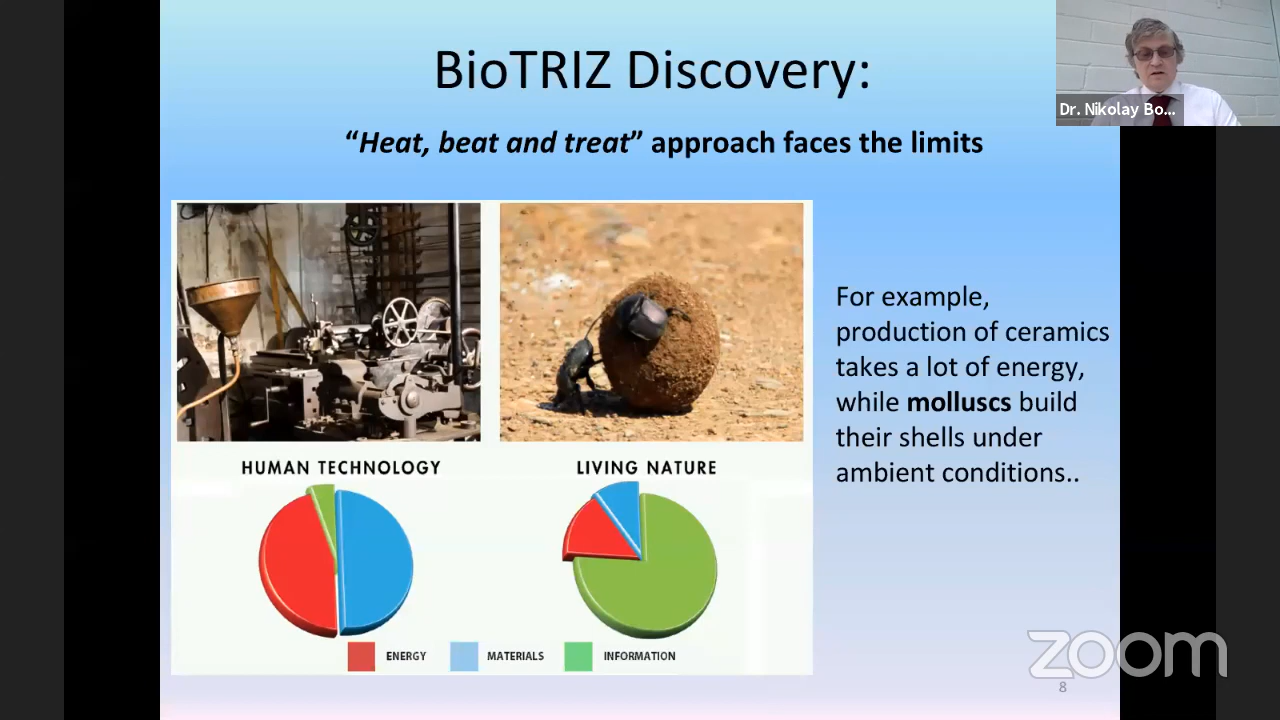 BioTRIZ Discovery:
“Heat, beat and treat” approach faces the limits
Dr. Nikolay Bo...
For example,
production of ceramics
takes a lot of energy,
while molluscs build
their shells under
ambient conditions..
HUMAN TECHNOLOGY
LIVING NATURE
ENERGY
MATERIALS
INFORMATION
zoom
8